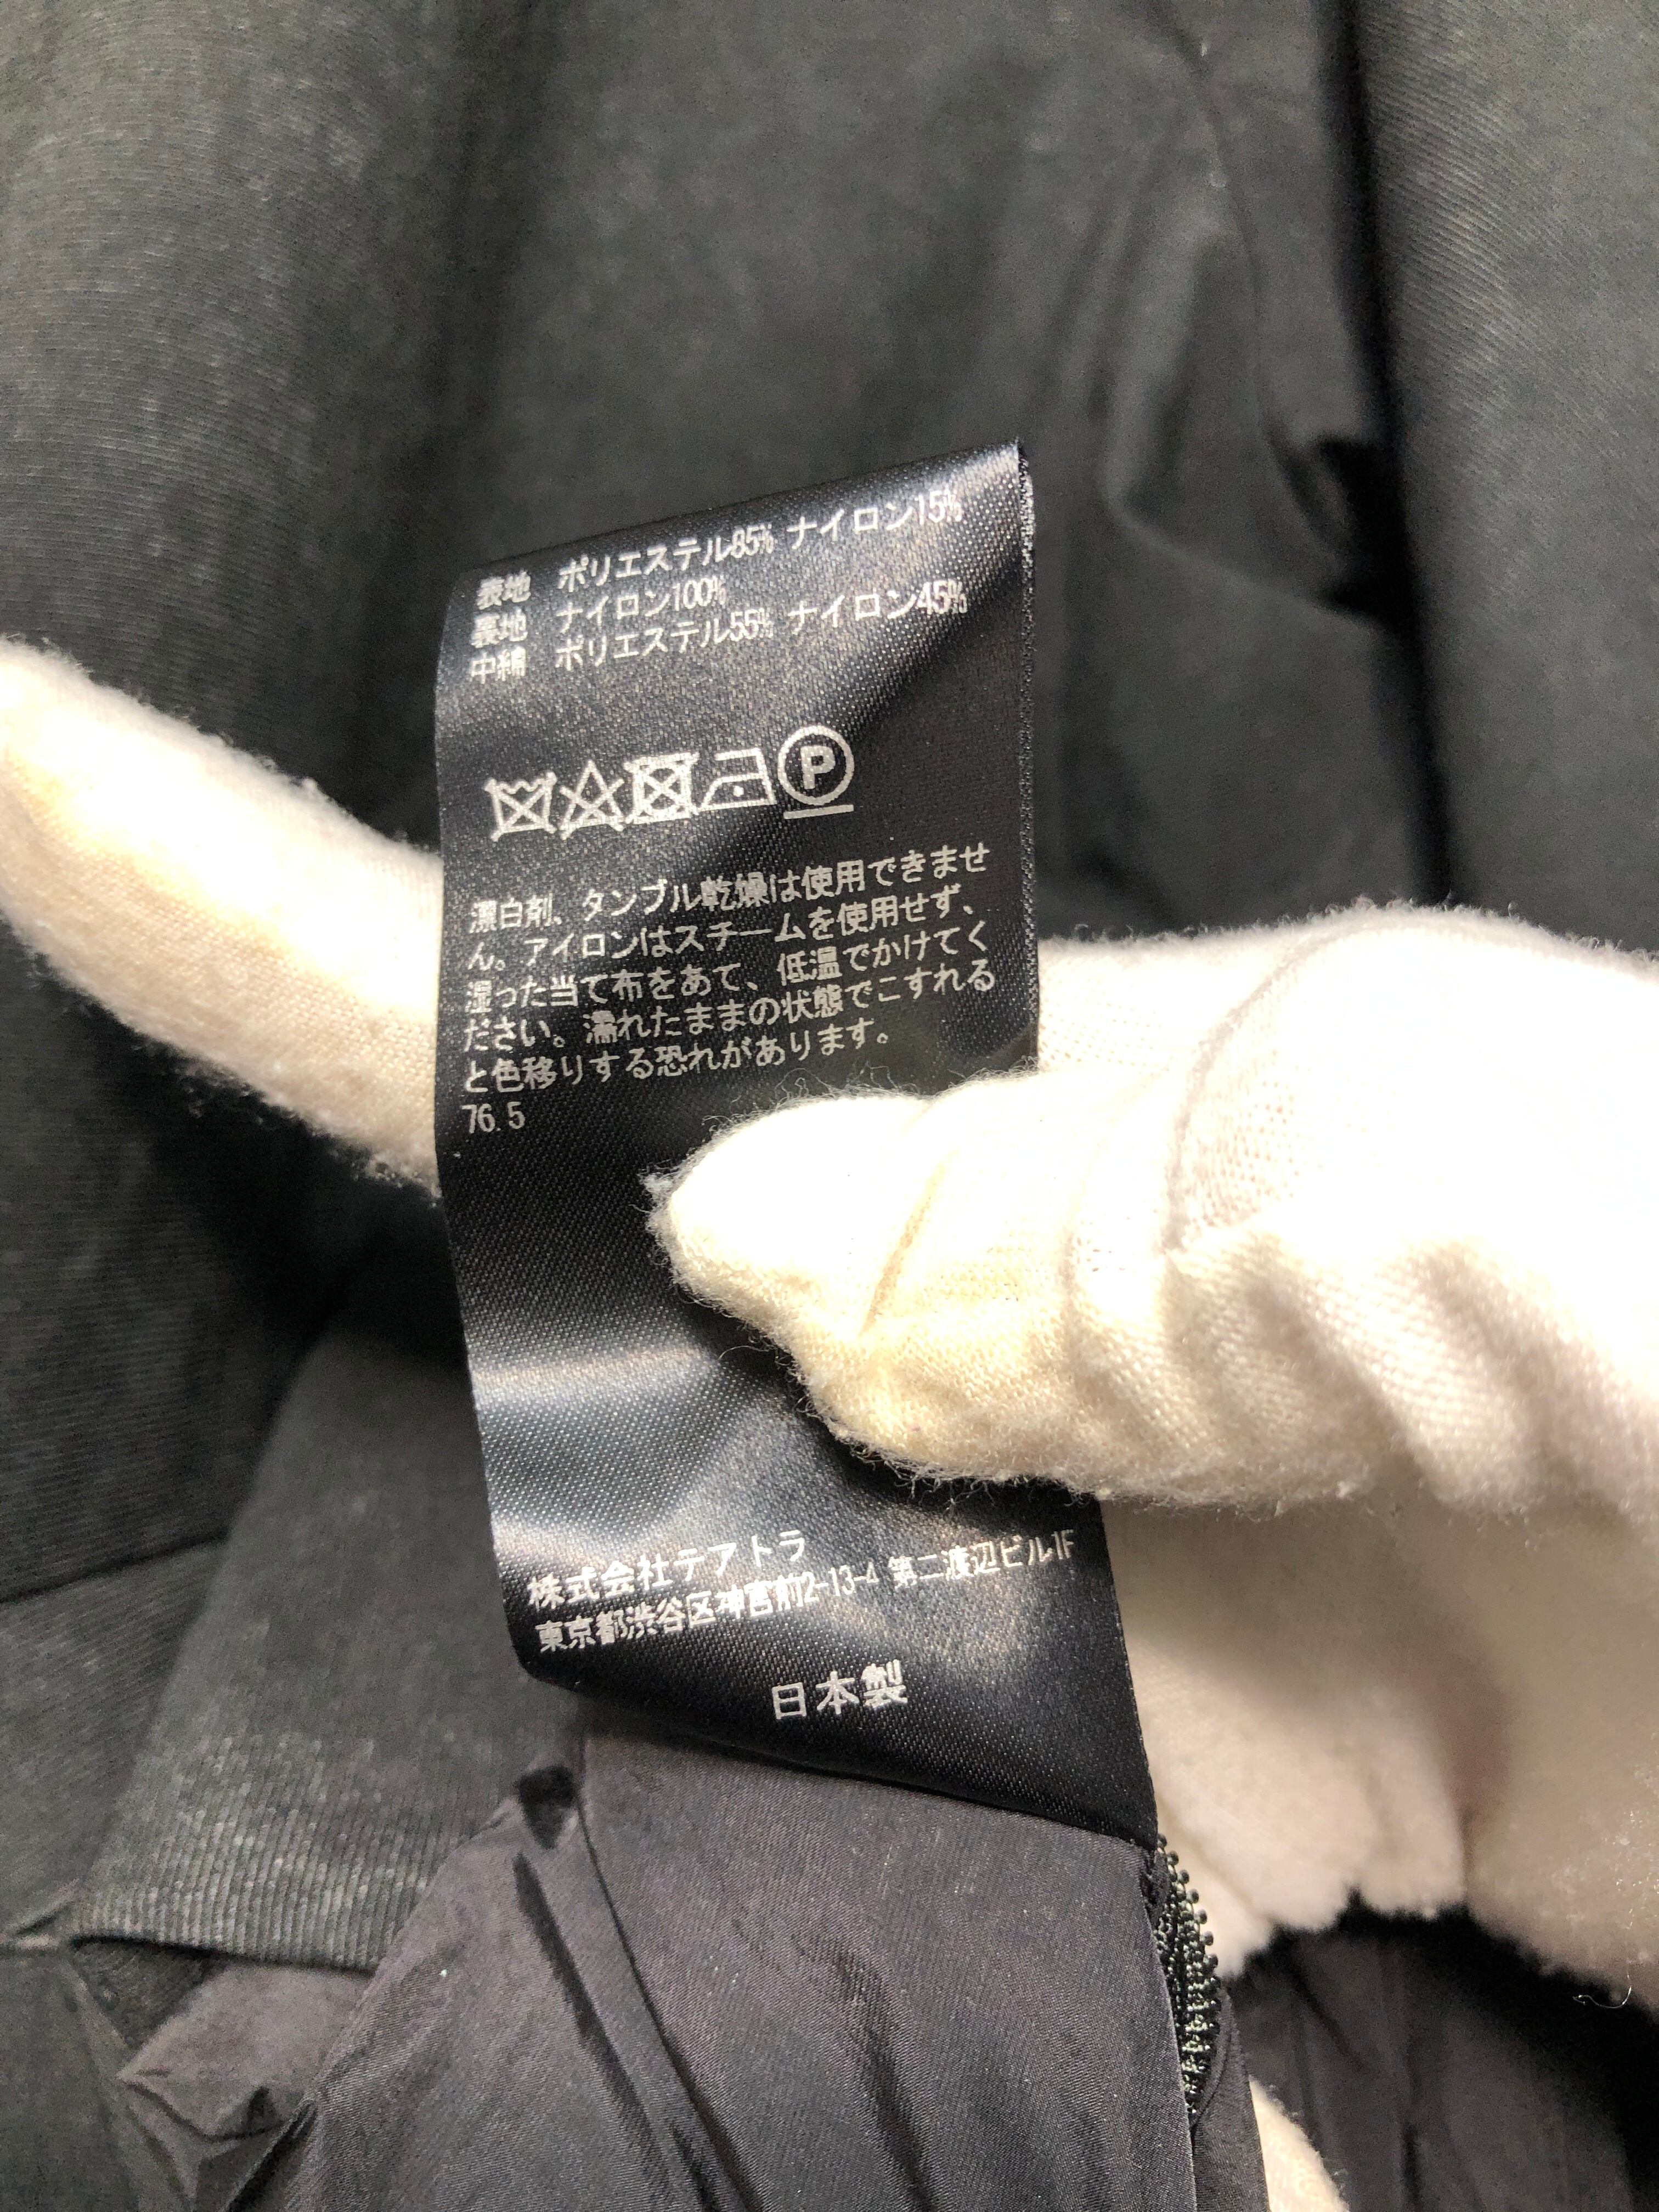 表地 ポリエステル85% ナイロン15%
裏地 ナイロン100%
中綿 ポリエステル55% ナイロン45%
P
漂白剤、タンブル乾燥は使用できませ
ん。アイロンはスチームを使用せず、
湿った当て布をあて、低温でかけてく
ださい。濡れたままの状態でこすれる
と色移りする恐れがあります。
76.5
株式会社テアトラ
東京都渋谷区神宮前2-13-4 第二渡辺ビル1F
日本製